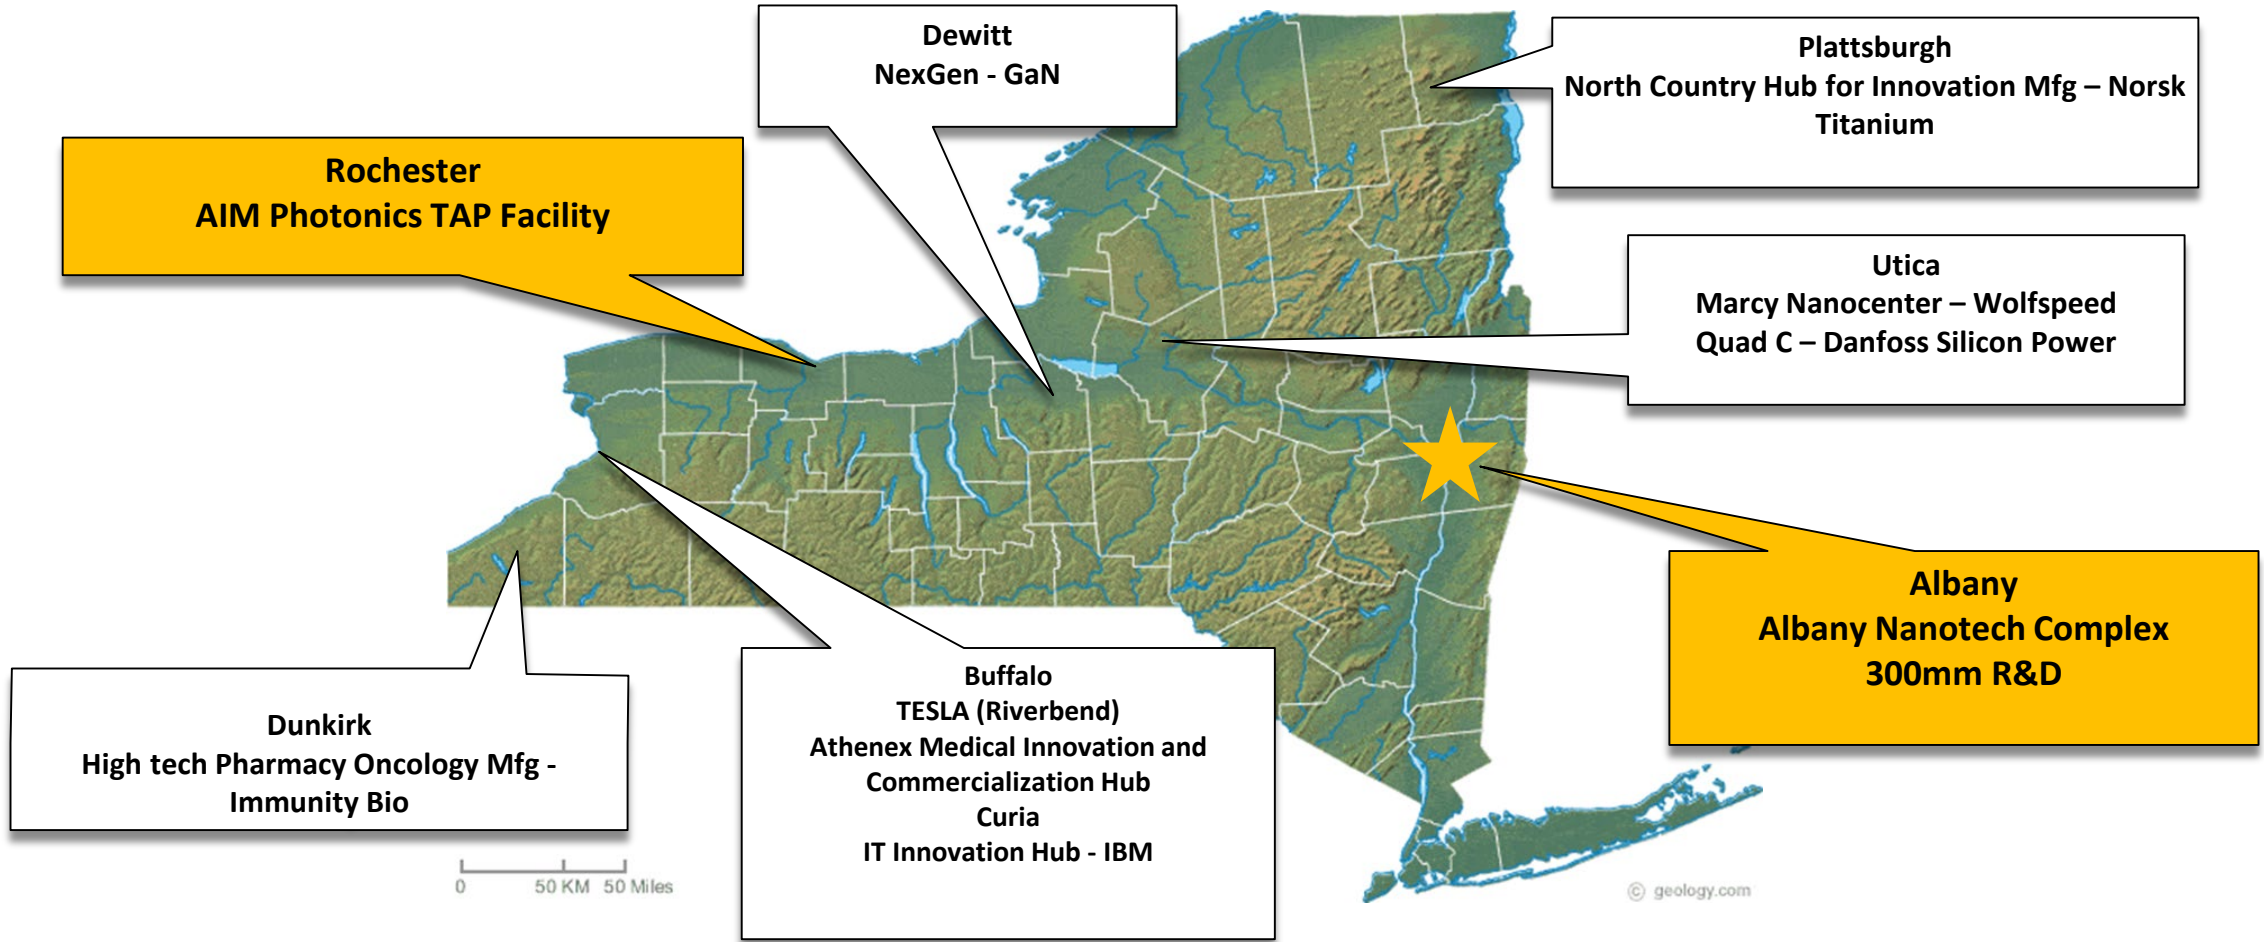 Dewitt
NexGen - GaN
Plattsburgh
North Country Hub for Innovation Mfg – Norsk
Titanium
Rochester
AIM Photonics TAP Facility
Utica
Marcy Nanocenter – Wolfspeed
Quad C – Danfoss Silicon Power
Albany
Albany Nanotech Complex
300mm R&D
Buffalo
TESLA (Riverbend)
Athenex Medical Innovation and
Commercialization Hub
Curia
IT Innovation Hub - IBM
Dunkirk
High tech Pharmacy Oncology Mfg -
Immunity Bio
0 50 KM 50 Miles
© geology.com